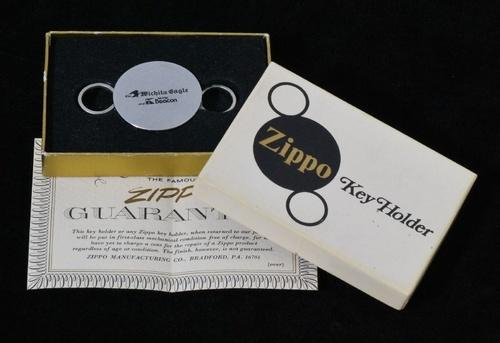 The Wichita Eagle
and
Beacon
Zippo
Key Holder
THE FAMOUS
ZIPP
GUARANT
This key holder or any Zippo key holder, when returned to our
will be put in first-class mechanical condition free of charge, for
have yet to charge a cent for the repair of a Zippo product
regardless of age or condition. The finish, however, is not guaranteed.
ZIPPO MANUFACTURING CO., BRADFORD, PA. 16701
(over)